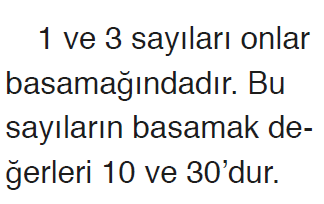 1 ve 3 sayıları onlar
basamağındadır. Bu
sayıların basamak de-
ğerleri 10 ve 30’dur.